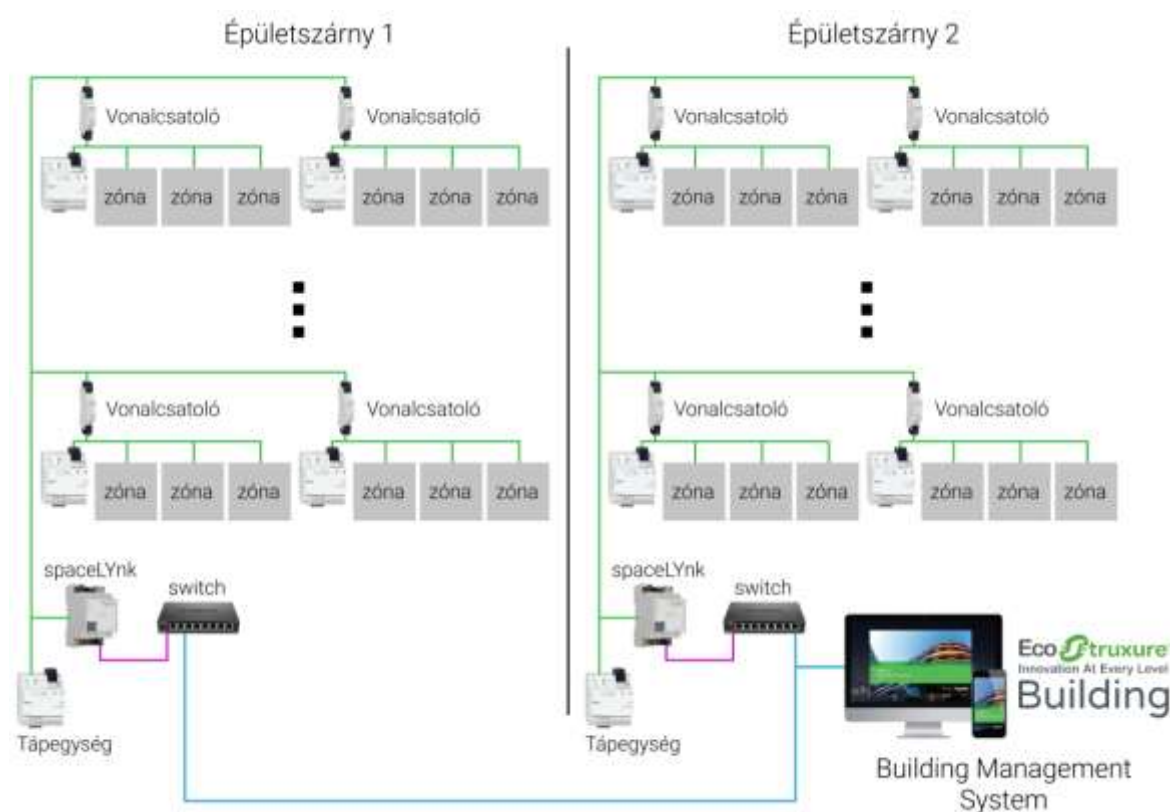 Épületszárny 1
Épületszárny 2
Vonalcsatoló
Vonalcsatoló
Vonalcsatoló
Vonalcsatoló
zóna zóna zóna zóna zóna zóna
zóna zóna zóna zóna zóna zóna
Vonalcsatoló
Vonalcsatoló
Vonalcsatoló
Vonalcsatoló
zóna zóna zóna zóna zóna zóna
zóna zóna zóna zóna zóna zóna
spaceLYnk
switch
Tápegység
spaceLYnk
switch
Tápegység
EcoStruxure
Innovation At Every Level
Building
Building Management
System